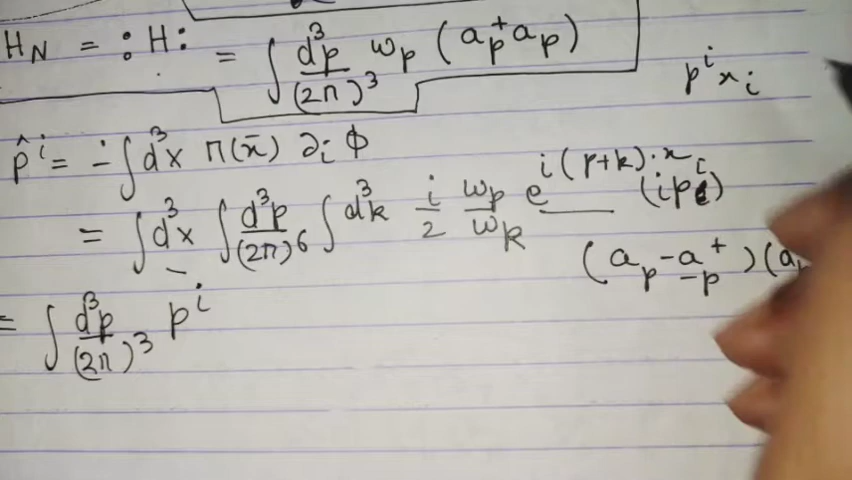 H_N = :H: = ∫ d³p/(2π)³ ω_p (a_p⁺ a_p)
p^i x_i
p̂^i = -∫ d³x π(x̄) ∂_i ϕ
= ∫ d³x ∫ d³p/(2π)⁶ ∫ d³k i/2 ω_p/ω_k e^{i(p+k)·x} (ip_i)
(a_p - a⁺_{-p})(a
= ∫ d³p/(2π)³ p^i